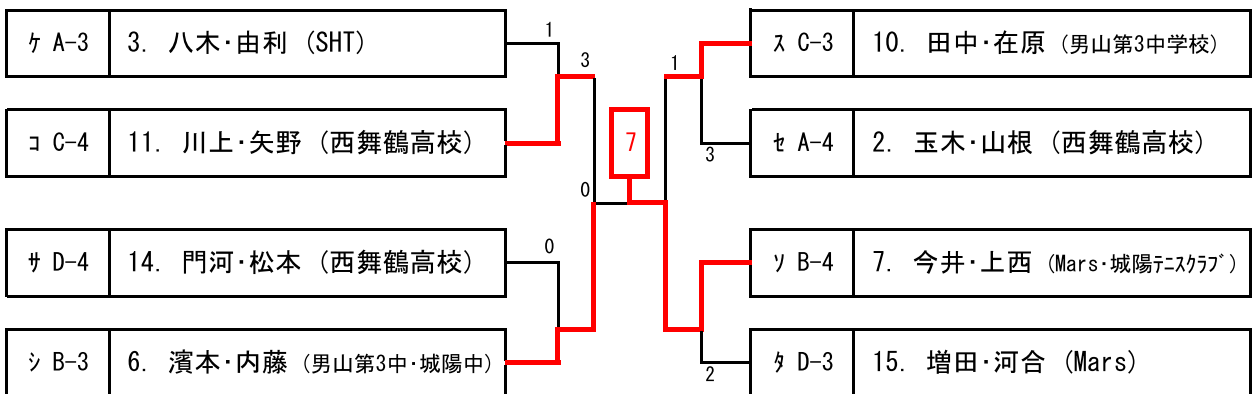 ケ A-3 3. 八木・由利 (SHT)
コ C-4 11. 川上・矢野 (西舞鶴高校)
サ D-4 14. 門河・松本 (西舞鶴高校)
シ B-3 6. 濱本・内藤 (男山第3中・城陽中)
1
3
0
0
7
1
3
2
ス C-3 10. 田中・在原 (男山第3中学校)
セ A-4 2. 玉木・山根 (西舞鶴高校)
ソ B-4 7. 今井・上西 (Mars・城陽テニスクラブ)
タ D-3 15. 増田・河合 (Mars)